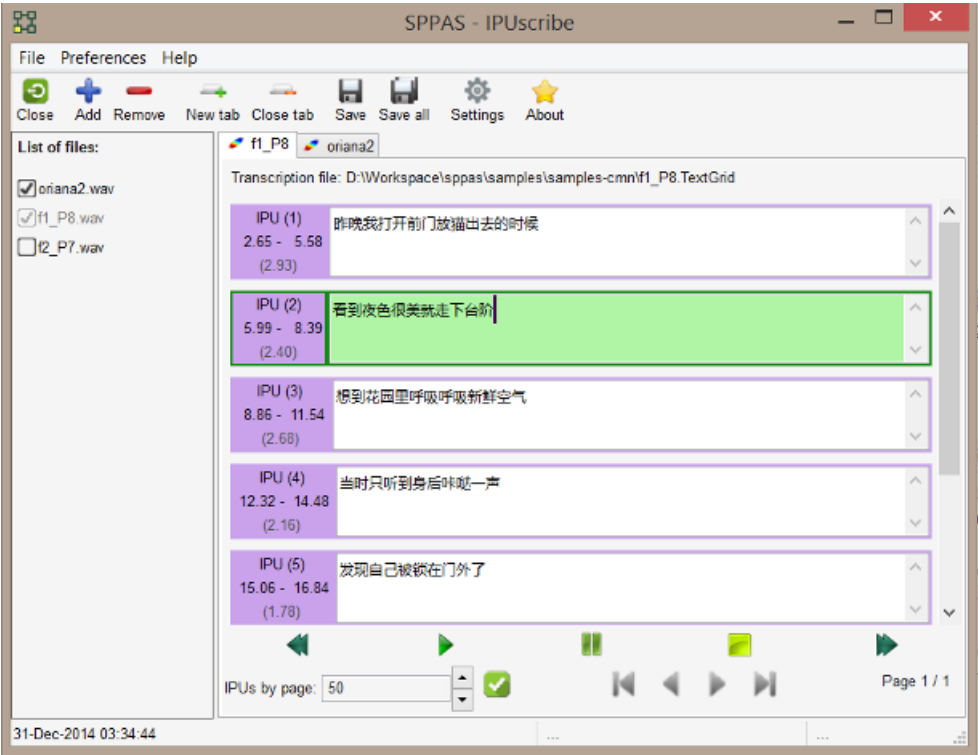 SPPAS - IPUscribe
File Preferences Help
Close Add Remove New tab Close tab Save Save all Settings About
List of files:
oriana2.wav
f1_P8.wav
f2_P7.wav
f1_P8 oriana2
Transcription file: D:\Workspace\sppas\samples\samples-cmn\f1_P8.TextGrid
IPU (1)
2.65 - 5.58
(2.93)
昨晚我打开前门放猫出去的时候
IPU (2)
5.99 - 8.39
(2.40)
看到夜色很美就走下台阶
IPU (3)
8.86 - 11.54
(2.68)
想到花园里呼吸呼吸新鲜空气
IPU (4)
12.32 - 14.48
(2.16)
当时只听到身后咔哒一声
IPU (5)
15.06 - 16.84
(1.78)
发现自己被锁在门外了
IPUs by page: 50
Page 1 / 1
31-Dec-2014 03:34:44
...
...